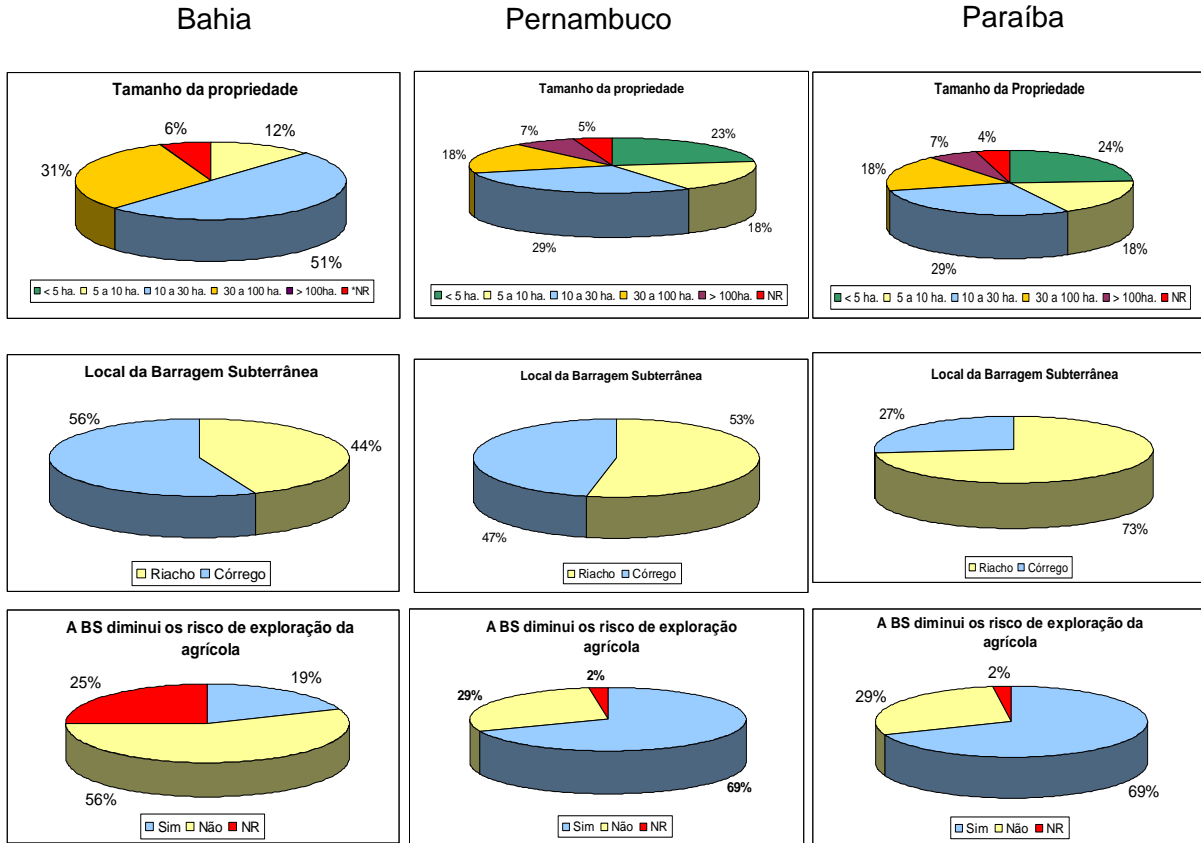 Bahia
Pernambuco
Paraíba
Tamanho da propriedade
6%
12%
31%
51%
< 5 ha. 5 a 10 ha. 10 a 30 ha. 30 a 100 ha. > 100 ha. *NR
Tamanho da propriedade
7%
5%
23%
18%
29%
18%
< 5 ha. 5 a 10 ha. 10 a 30 ha. 30 a 100 ha. > 100ha. NR
Tamanho da Propriedade
7%
4%
24%
18%
29%
18%
< 5 ha. 5 a 10 ha. 10 a 30 ha. 30 a 100 ha. > 100ha. NR
Local da Barragem Subterrânea
56%
44%
Riacho Córrego
Local da Barragem Subterrânea
53%
47%
Riacho Córrego
Local da Barragem Subterrânea
27%
73%
Riacho Córrego
A BS diminui os risco de exploração da
agrícola
25%
19%
56%
Sim Não NR
A BS diminui os risco de exploração
agrícola
2%
29%
69%
Sim Não NR
A BS diminui os risco de exploração da
agrícola
2%
29%
69%
Sim Não NR